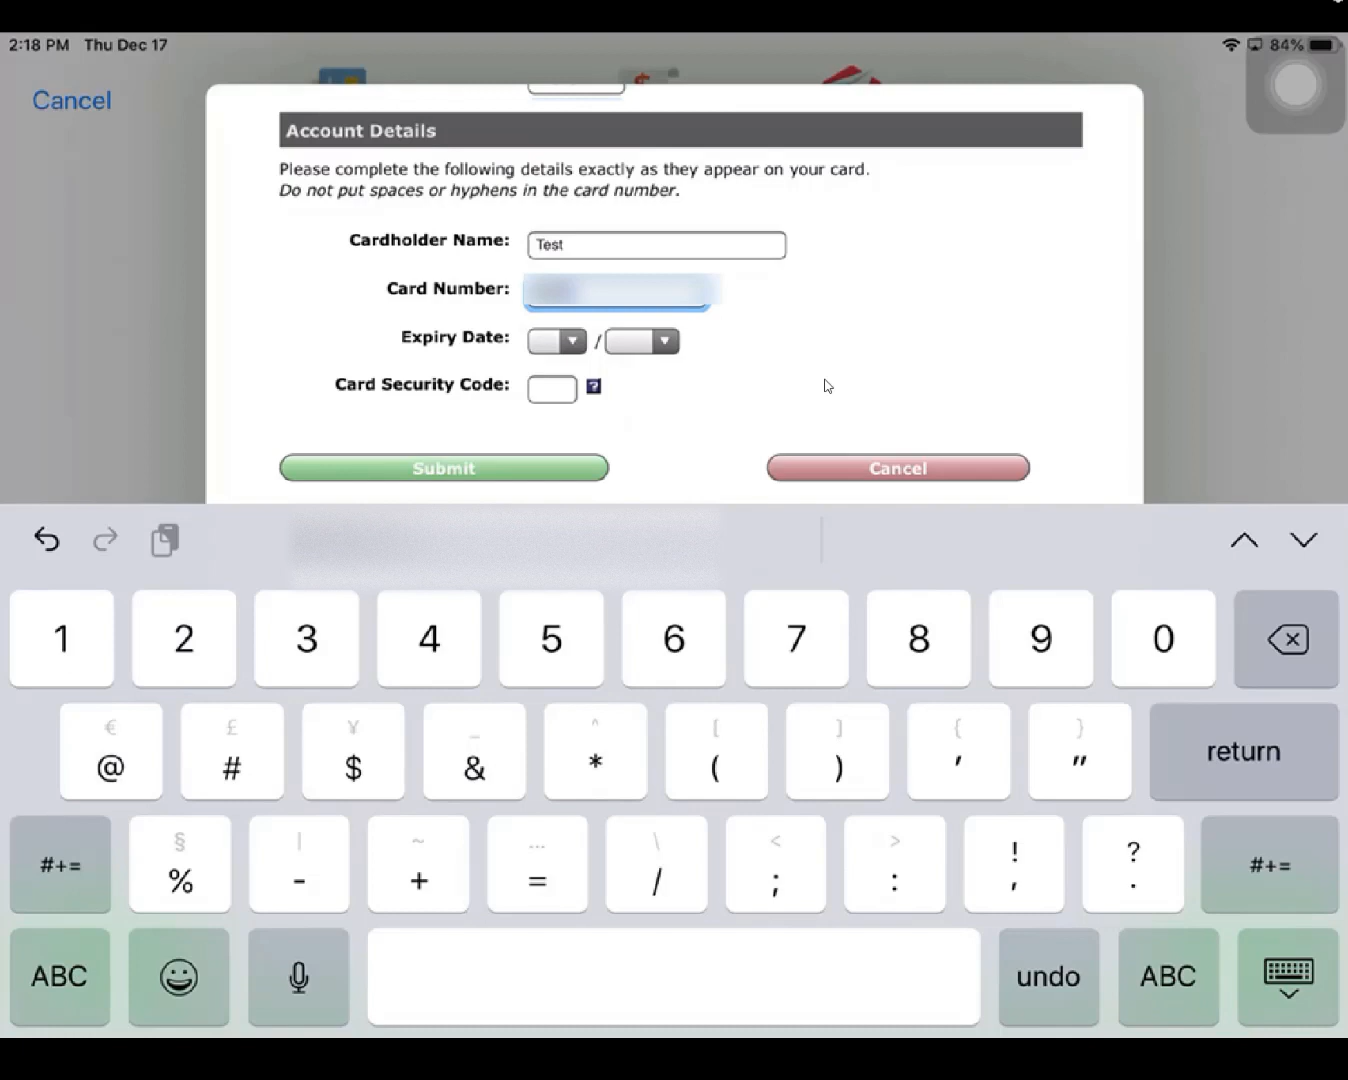 2:18 PM Thu Dec 17
84%
Cancel
Account Details
Please complete the following details exactly as they appear on your card.
Do not put spaces or hyphens in the card number.
Cardholder Name: Test
Card Number:
Expiry Date: /
Card Security Code: ?
Submit Cancel
1 2 3 4 5 6 7 8 9 0
€ £ ¥ _ ^ [ ] { }
@ # $ & * ( ) ' "
return
§ | ~ … \ < > ! ?
#+= % - + = / ; : , . #+=
ABC undo ABC